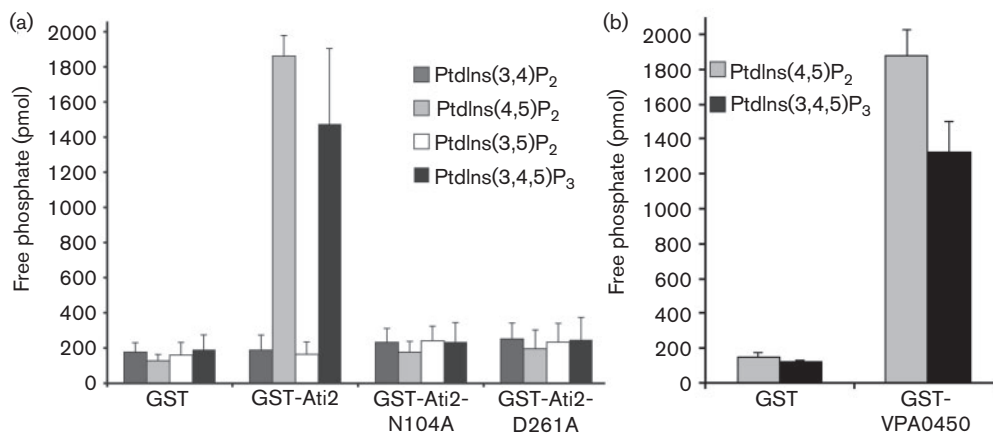 (a)
Free phosphate (pmol)
2000
1800
1600
1400
1200
1000
800
600
400
200
0
PtdIns(3,4)P2
PtdIns(4,5)P2
PtdIns(3,5)P2
PtdIns(3,4,5)P3
GST
GST-Ati2
GST-Ati2-
N104A
GST-Ati2-
D261A
(b)
Free phosphate (pmol)
2000
1800
1600
1400
1200
1000
800
600
400
200
0
PtdIns(4,5)P2
PtdIns(3,4,5)P3
GST
GST-
VPA0450